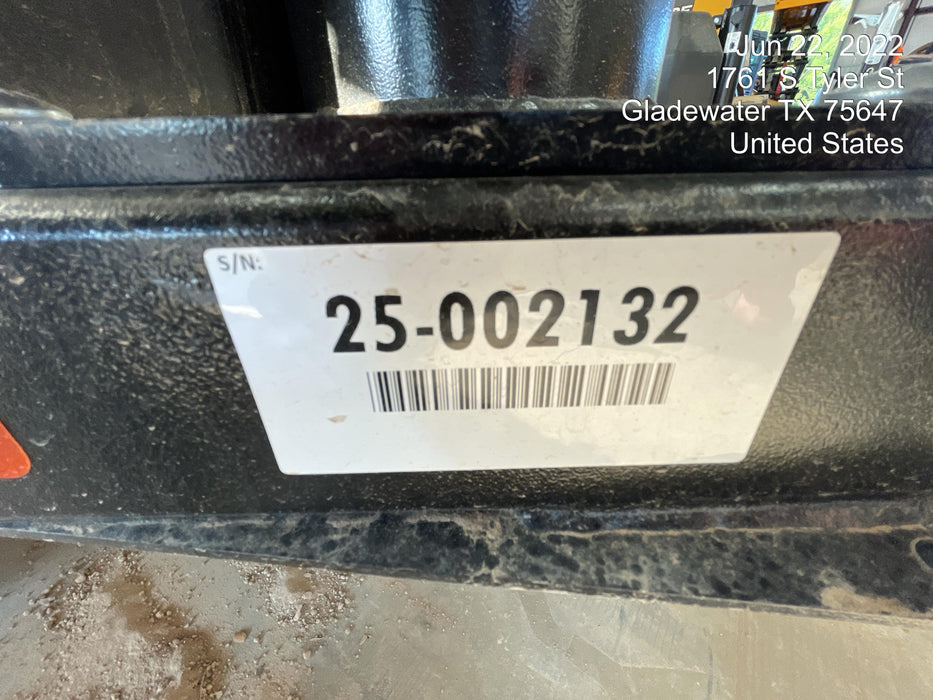 Jun 22, 2022
1761 S Tyler St
Gladewater TX 75647
United States
S/N:
25-002132